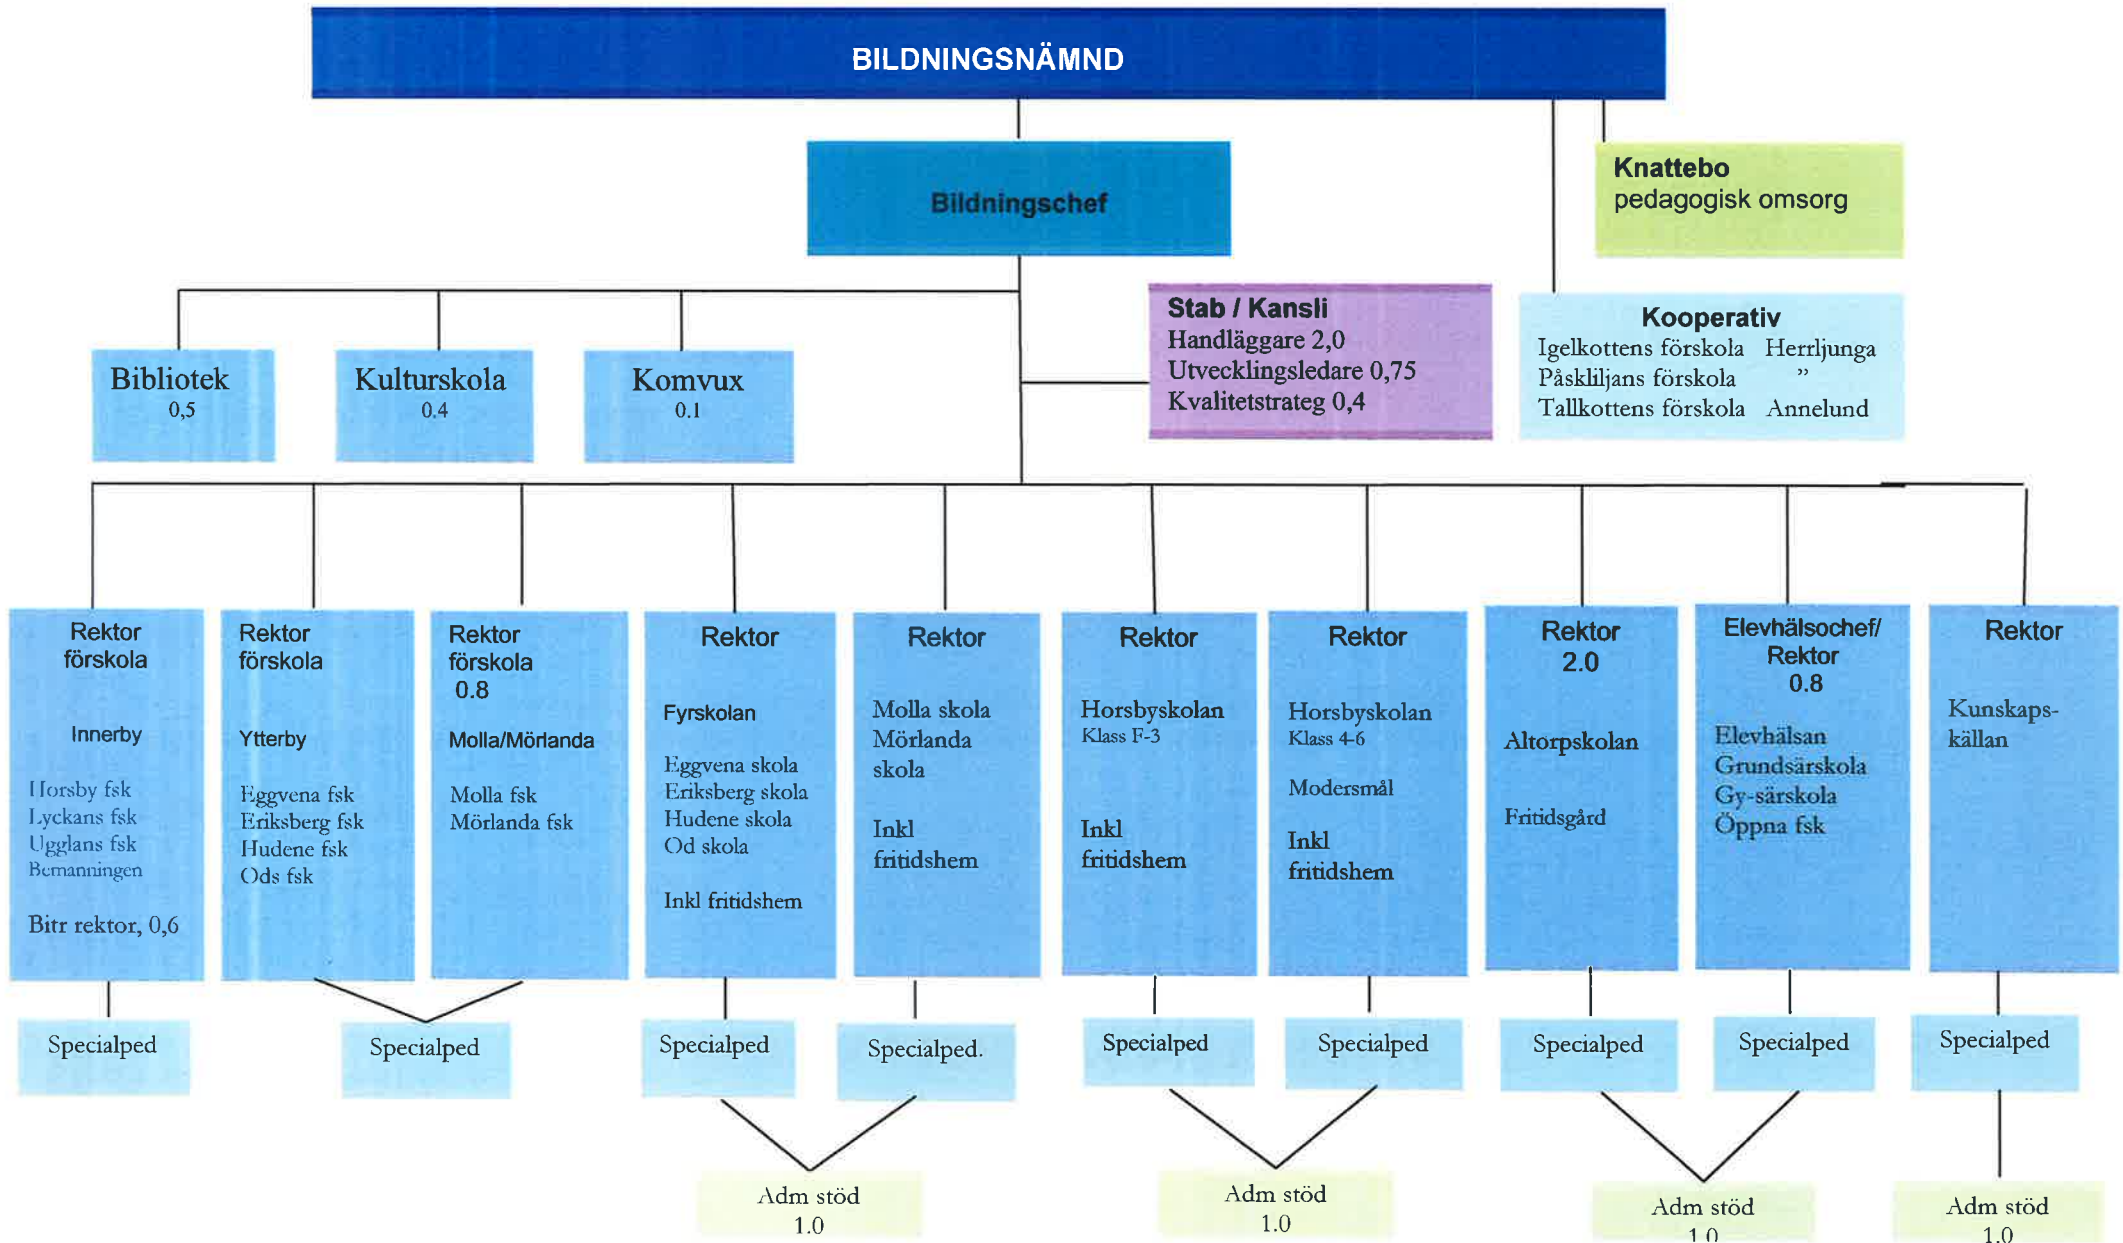 BILDNINGSNÄMND
Bildningschef
Knattebo
pedagogisk omsorg
Stab / Kansli
Handläggare 2,0
Utvecklingsledare 0,75
Kvalitetstrateg 0,4
Kooperativ
Igelkottens förskola Herrljunga
Påskliljans förskola ”
Tallkottens förskola Annelund
Bibliotek
0,5
Kulturskola
0.4
Komvux
0.1
Rektor
förskola
Innerby
Horsby fsk
Lyckans fsk
Ugglans fsk
Bemanningen
Bitr rektor, 0,6
Rektor
förskola
Ytterby
Eggvena fsk
Eriksberg fsk
Hudene fsk
Ods fsk
Rektor
förskola
0.8
Molla/Mörlanda
Molla fsk
Mörlanda fsk
Rektor
Fyrskolan
Eggvena skola
Eriksberg skola
Hudene skola
Od skola
Inkl fritidshem
Rektor
Molla skola
Mörlanda
skola
Inkl
fritidshem
Rektor
Horsbyskolan
Klass F-3
Inkl
fritidshem
Rektor
Horsbyskolan
Klass 4-6
Modersmål
Inkl
fritidshem
Rektor
2.0
Altorpskolan
Fritidsgård
Elevhälsochef/
Rektor
0.8
Elevhälsan
Grundsärskola
Gy-särskola
Öppna fsk
Rektor
Kunskaps-
källan
Specialped
Specialped
Specialped
Specialped.
Specialped
Specialped
Specialped
Specialped
Specialped
Adm stöd
1.0
Adm stöd
1.0
Adm stöd
1.0
Adm stöd
1.0